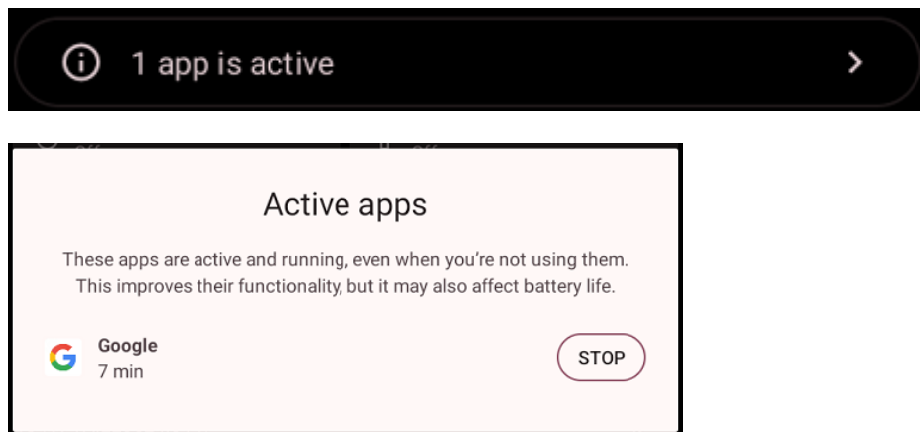 1 app is active
Active apps
These apps are active and running, even when you're not using them.
This improves their functionality, but it may also affect battery life.
Google
7 min
STOP